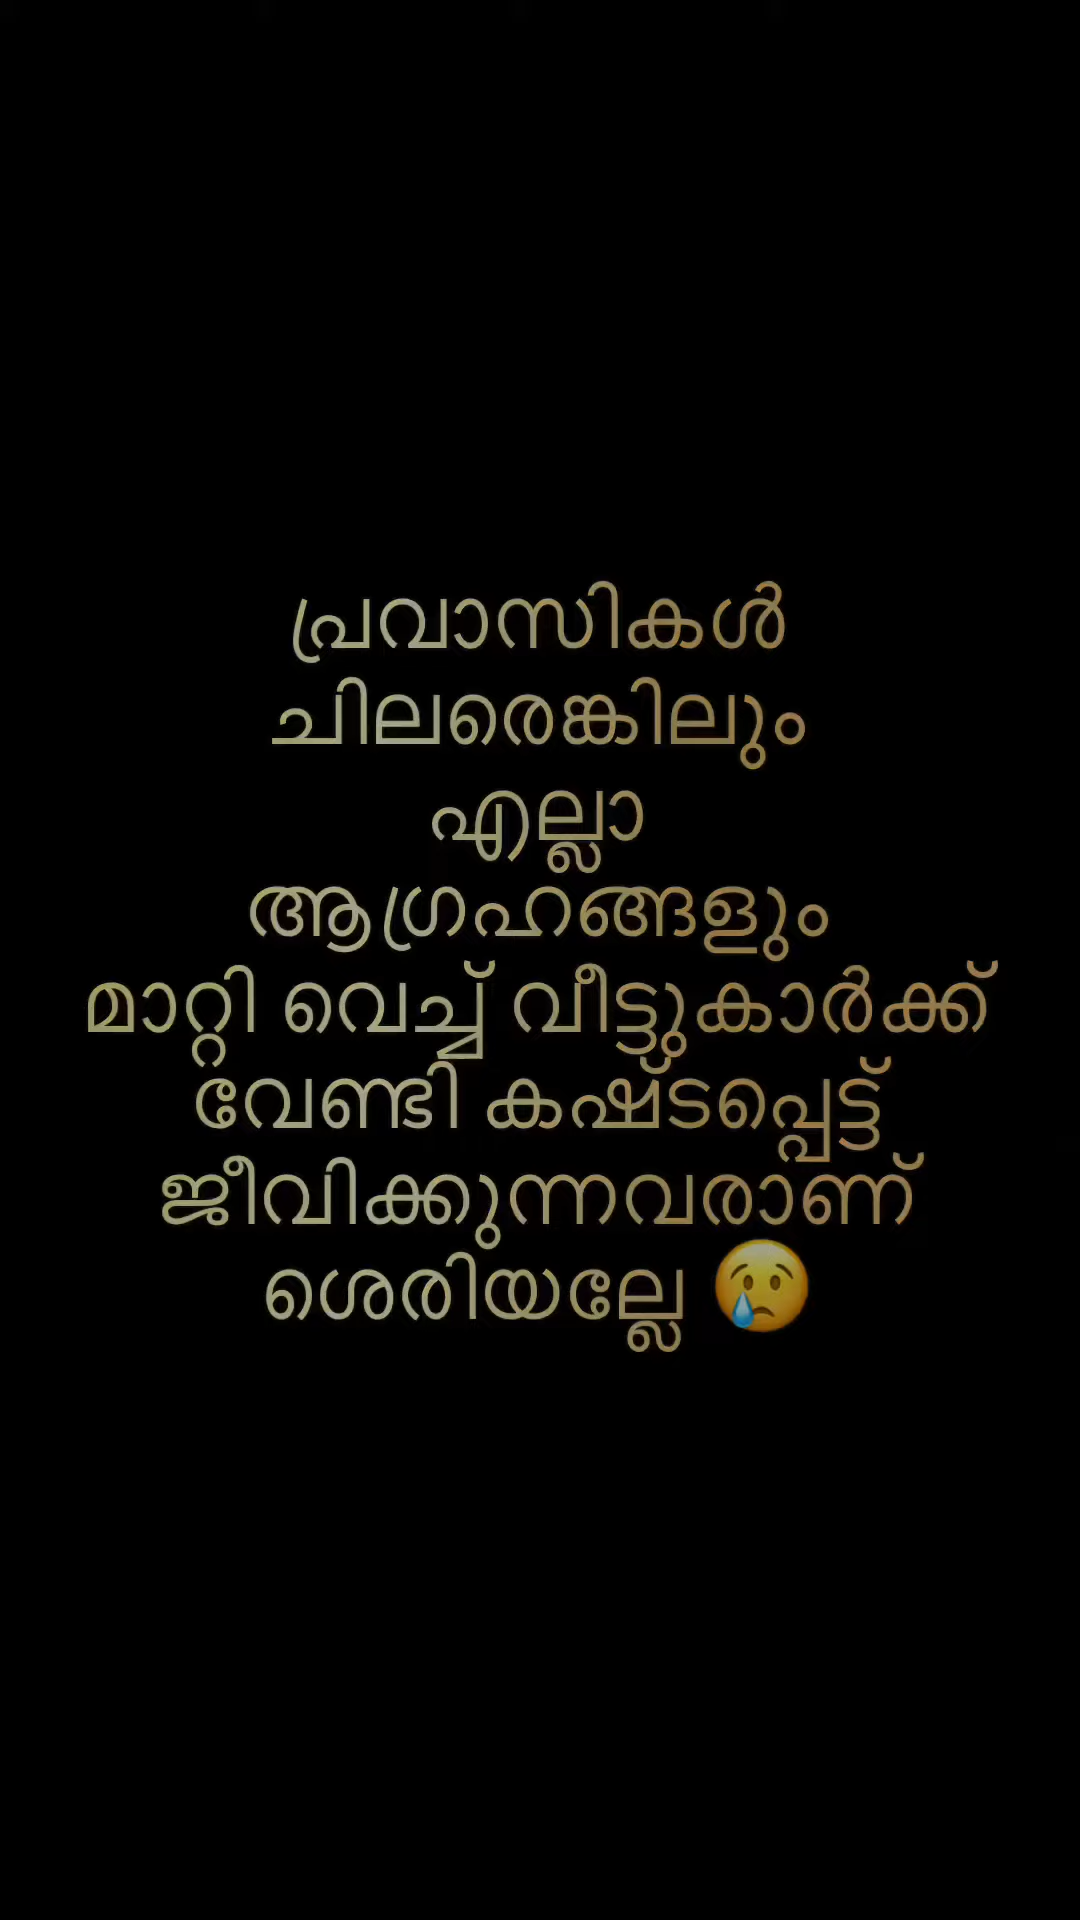 പ്രവാസികൾ
ചിലരെങ്കിലും
എല്ലാ
ആഗ്രഹങ്ങളും
മാറ്റി വെച്ച് വീട്ടുകാർക്ക്
വേണ്ടി കഷ്ടപ്പെട്ട്
ജീവിക്കുന്നവരാണ്
ശെരിയല്ലേ 😢